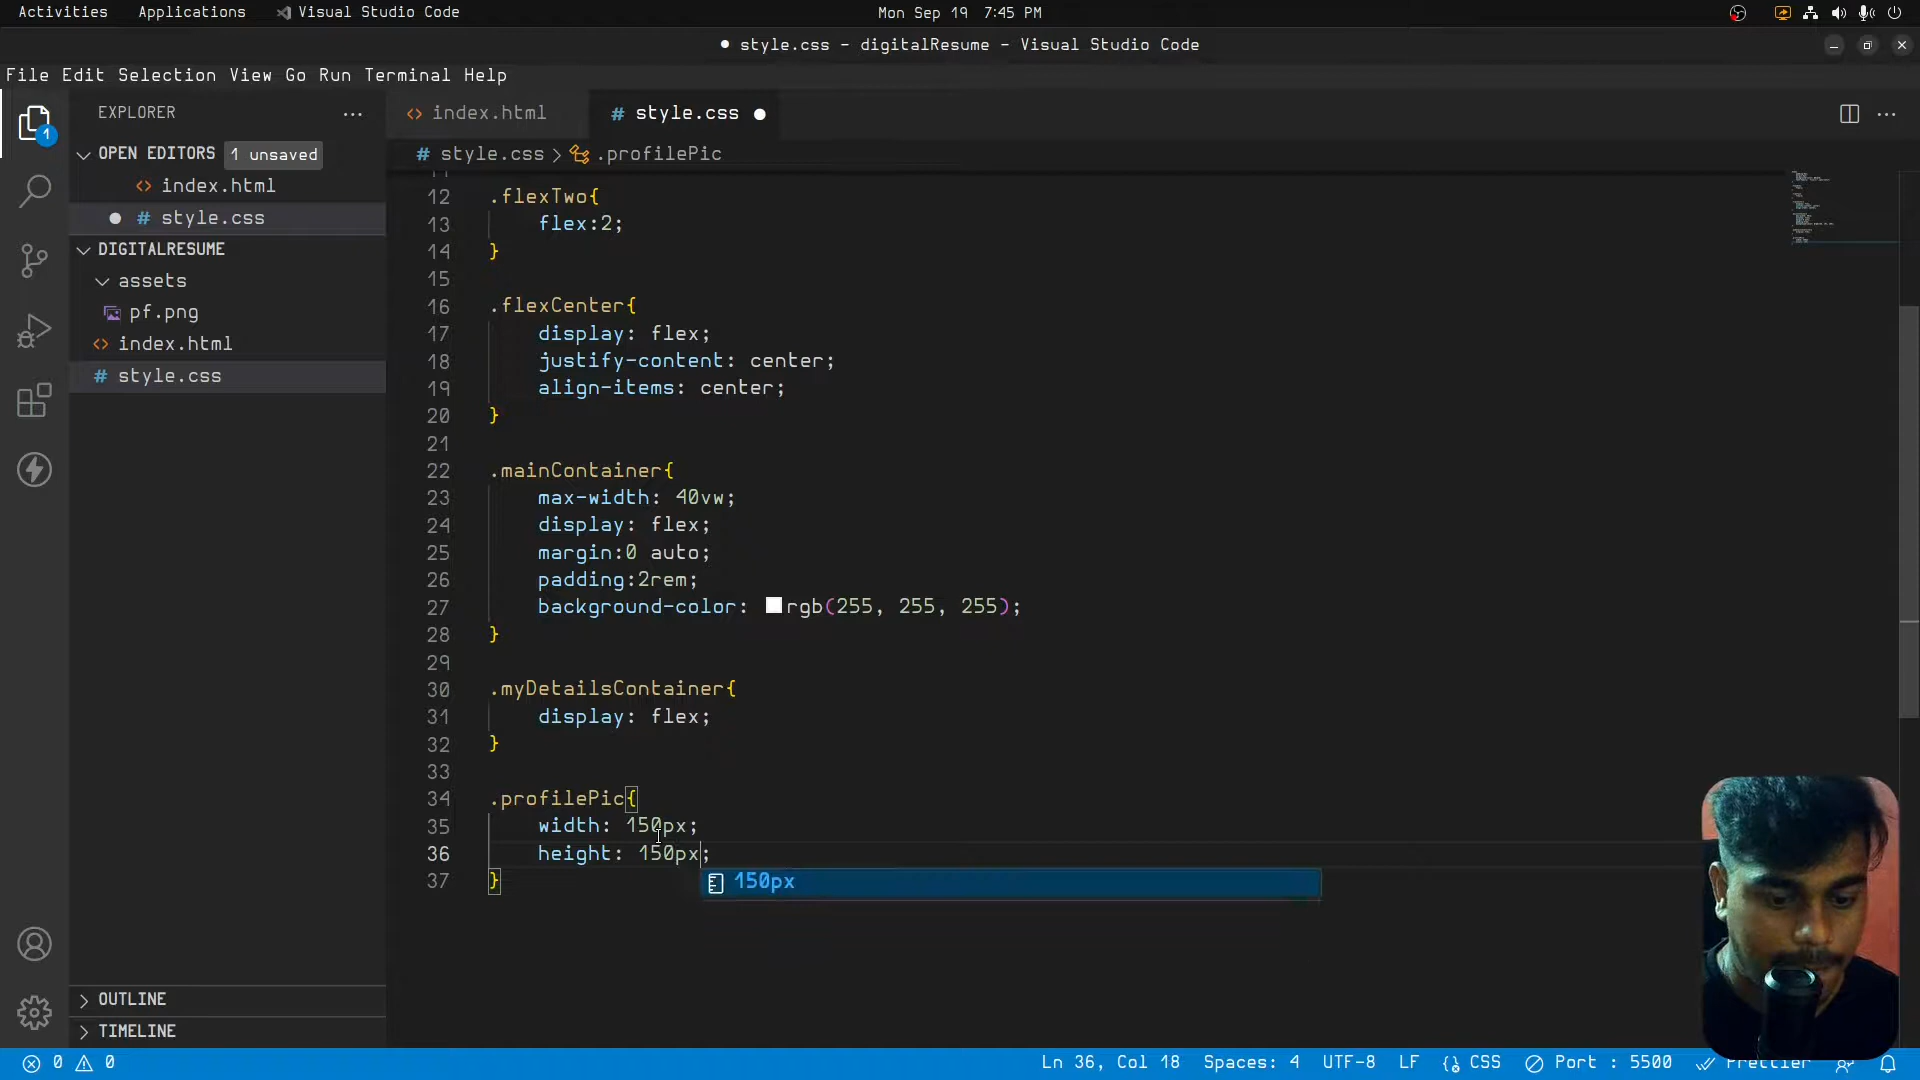 Activities Applications Visual Studio Code Mon Sep 19 7:45 PM
● style.css - digitalResume - Visual Studio Code
File Edit Selection View Go Run Terminal Help
EXPLORER ... <> index.html # style.css ●
1
OPEN EDITORS 1 unsaved
# style.css > .profilePic
<> index.html
● # style.css
DIGITALRESUME
assets
pf.png
<> index.html
# style.css
12 .flexTwo{
13 flex:2;
14 }
15
16 .flexCenter{
17 display: flex;
18 justify-content: center;
19 align-items: center;
20 }
21
22 .mainContainer{
23 max-width: 40vw;
24 display: flex;
25 margin:0 auto;
26 padding:2rem;
27 background-color: rgb(255, 255, 255);
28 }
29
30 .myDetailsContainer{
31 display: flex;
32 }
33
34 .profilePic{
35 width: 150px;
36 height: 150px;
37 }
150px
OUTLINE
TIMELINE
0 0 Ln 36, Col 18 Spaces: 4 UTF-8 LF CSS Port : 5500 Prettier